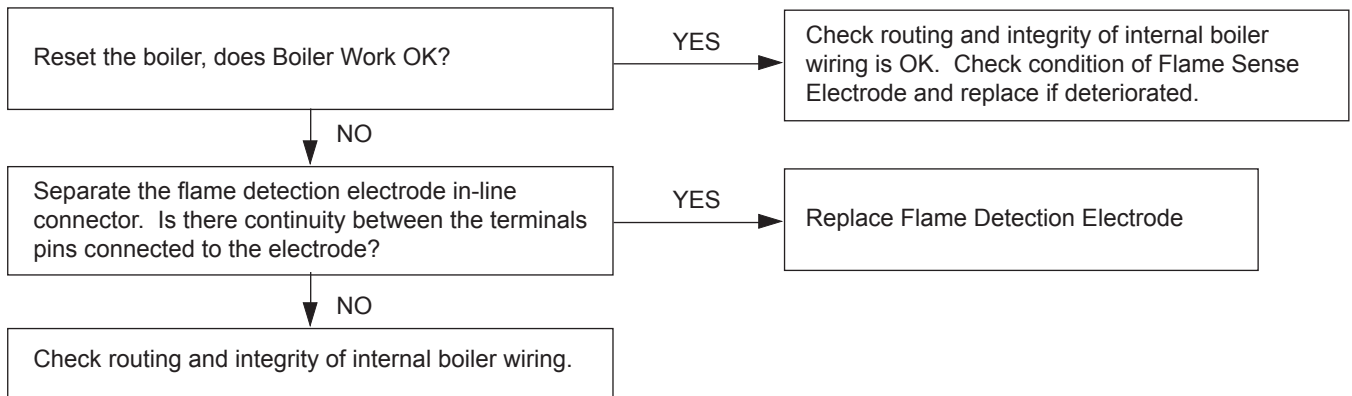 Reset the boiler, does Boiler Work OK?
YES
Check routing and integrity of internal boiler
wiring is OK.  Check condition of Flame Sense
Electrode and replace if deteriorated.
NO
Separate the flame detection electrode in-line
connector.  Is there continuity between the terminals
pins connected to the electrode?
YES
Replace Flame Detection Electrode
NO
Check routing and integrity of internal boiler wiring.